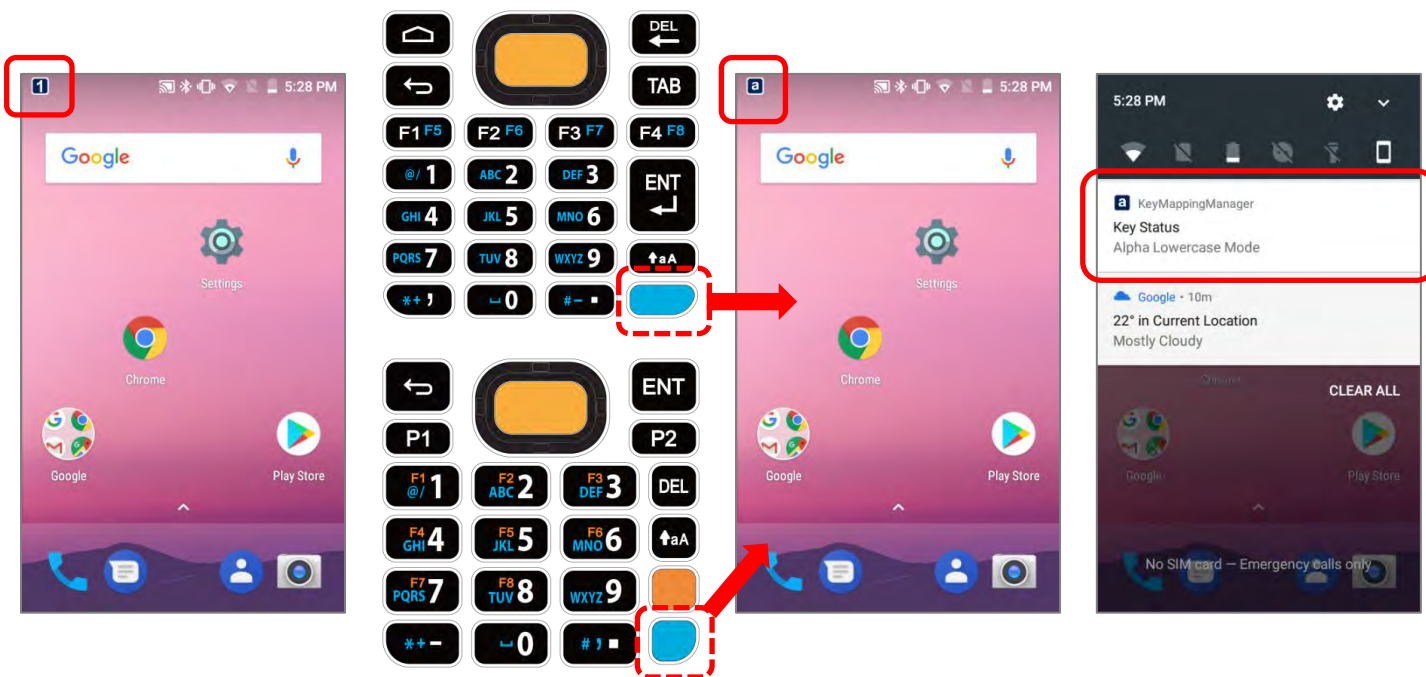 1
5:28 PM
Google
Settings
Chrome
Google
Play Store
DEL
TAB
F1 F5
F2 F6
F3 F7
F4 F8
@/ 1
ABC 2
DEF 3
ENT
GHI 4
JKL 5
MNO 6
PQRS 7
TUV 8
WXYZ 9
aA
*+ ,
0
#- .
ENT
P1
P2
F1
@/ 1
F2
ABC 2
F3
DEF 3
DEL
F4
GHI 4
F5
JKL 5
F6
MNO 6
aA
F7
PQRS 7
F8
TUV 8
WXYZ 9
*+ -
0
# , .
a
5:28 PM
Google
Settings
Chrome
Google
Play Store
5:28 PM
a KeyMappingManager
Key Status
Alpha Lowercase Mode
Google • 10m
22° in Current Location
Mostly Cloudy
Chrome
CLEAR ALL
Google
Play Store
No SIM card — Emergency calls only